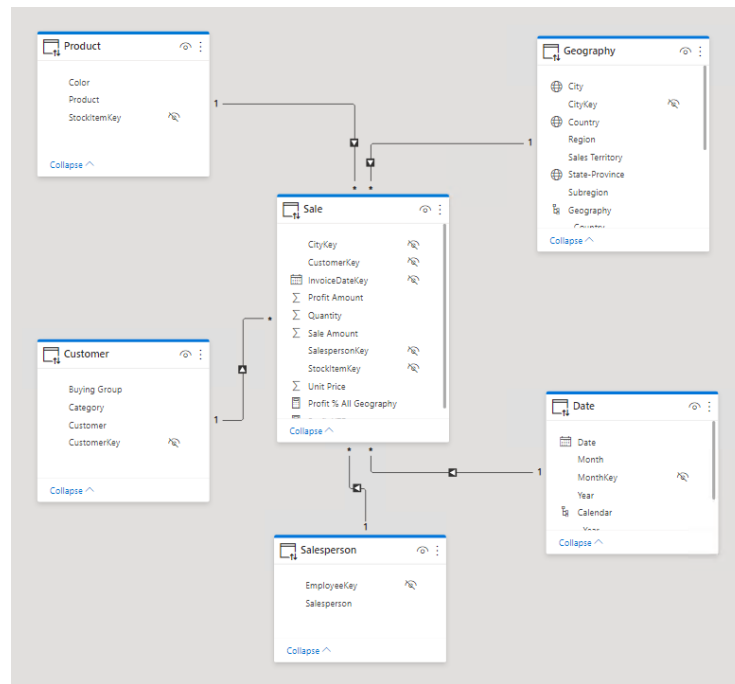 Product
Color
Product
StockItemKey
Collapse
1
*
Geography
City
CityKey
Country
Region
Sales Territory
State-Province
Subregion
Geography
Country
Collapse
1
*
Sale
CityKey
CustomerKey
InvoiceDateKey
Profit Amount
Quantity
Sale Amount
SalespersonKey
StockItemKey
Unit Price
Profit % All Geography
Collapse
*
Customer
Buying Group
Category
Customer
CustomerKey
Collapse
1
Date
Date
Month
MonthKey
Year
Calendar
Year
Collapse
1
*
*
1
Salesperson
EmployeeKey
Salesperson
Collapse